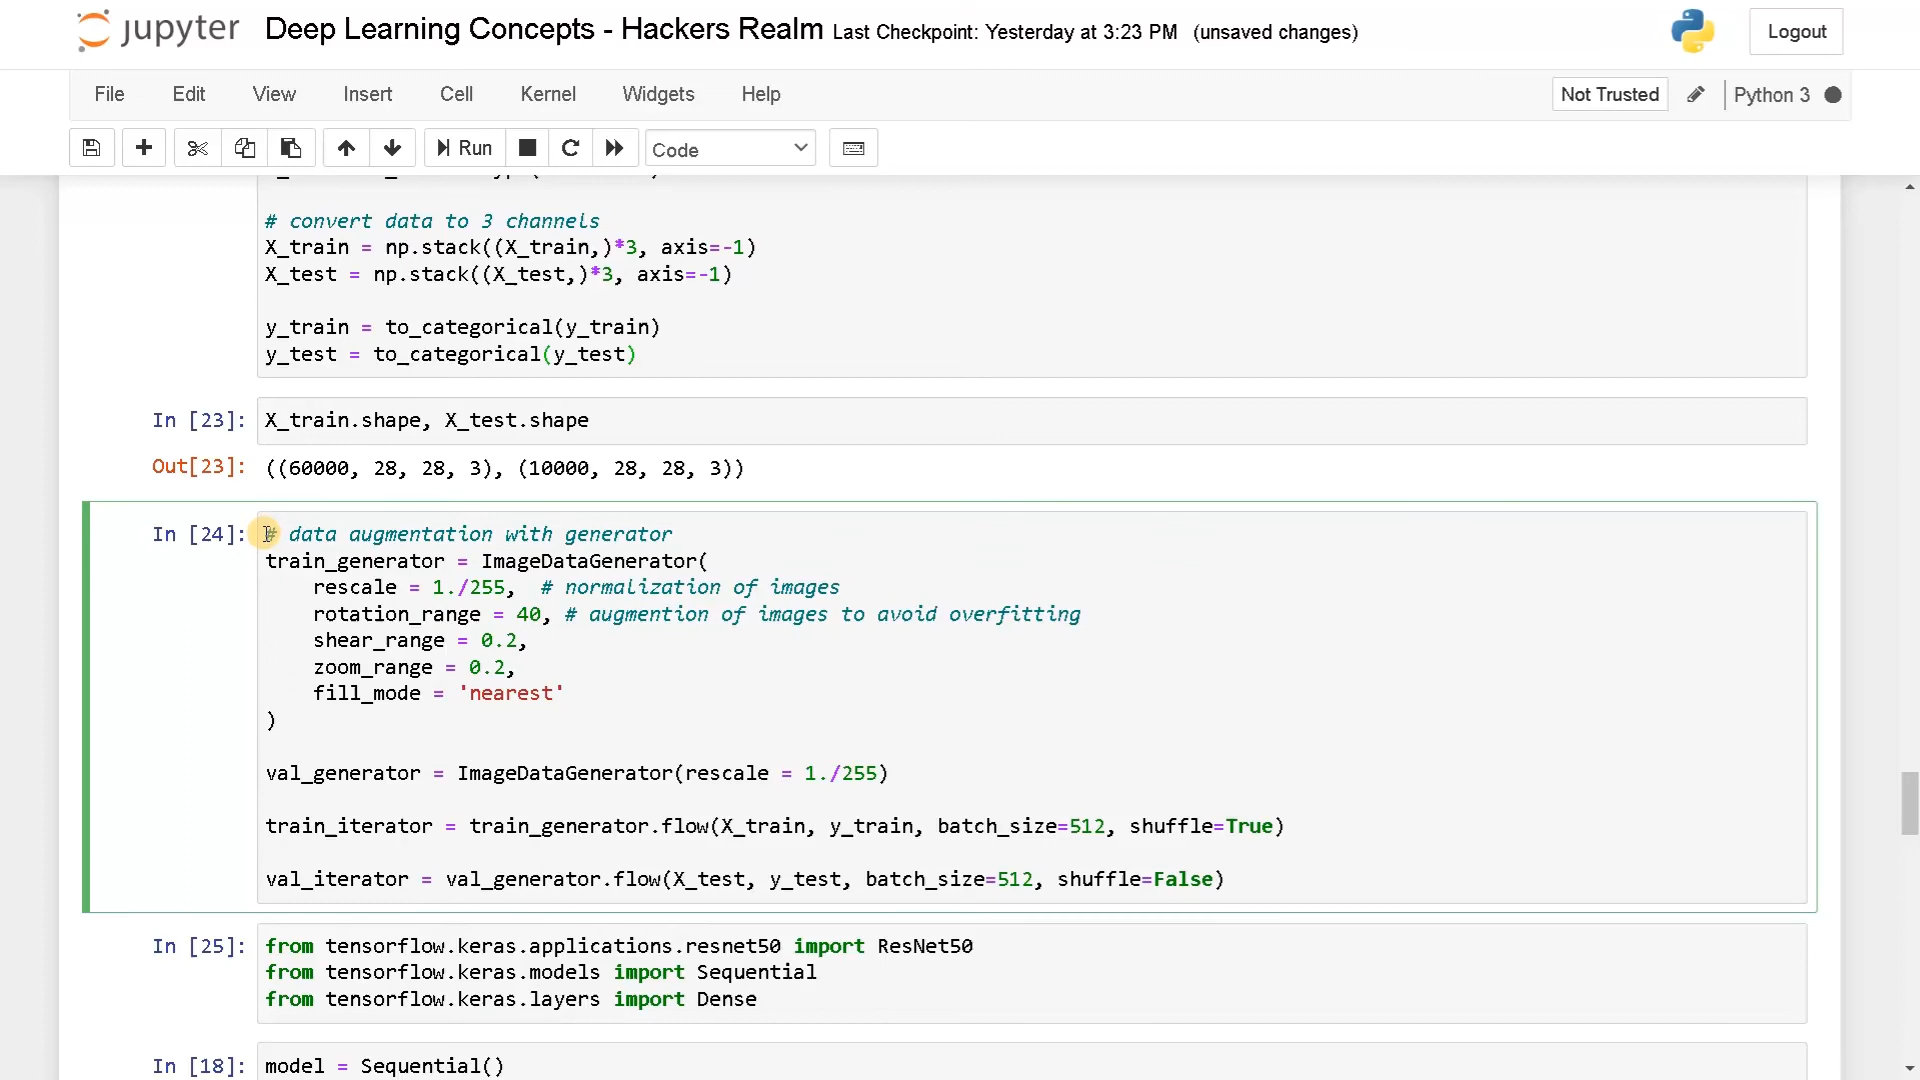 jupyter Deep Learning Concepts - Hackers Realm Last Checkpoint: Yesterday at 3:23 PM (unsaved changes) Logout
File Edit View Insert Cell Kernel Widgets Help Not Trusted Python 3
Run Code
# convert data to 3 channels
X_train = np.stack((X_train,)*3, axis=-1)
X_test = np.stack((X_test,)*3, axis=-1)
y_train = to_categorical(y_train)
y_test = to_categorical(y_test)
In [23]: X_train.shape, X_test.shape
Out[23]: ((60000, 28, 28, 3), (10000, 28, 28, 3))
In [24]: # data augmentation with generator
train_generator = ImageDataGenerator(
rescale = 1./255, # normalization of images
rotation_range = 40, # augmention of images to avoid overfitting
shear_range = 0.2,
zoom_range = 0.2,
fill_mode = 'nearest'
)
val_generator = ImageDataGenerator(rescale = 1./255)
train_iterator = train_generator.flow(X_train, y_train, batch_size=512, shuffle=True)
val_iterator = val_generator.flow(X_test, y_test, batch_size=512, shuffle=False)
In [25]: from tensorflow.keras.applications.resnet50 import ResNet50
from tensorflow.keras.models import Sequential
from tensorflow.keras.layers import Dense
In [18]: model = Sequential()